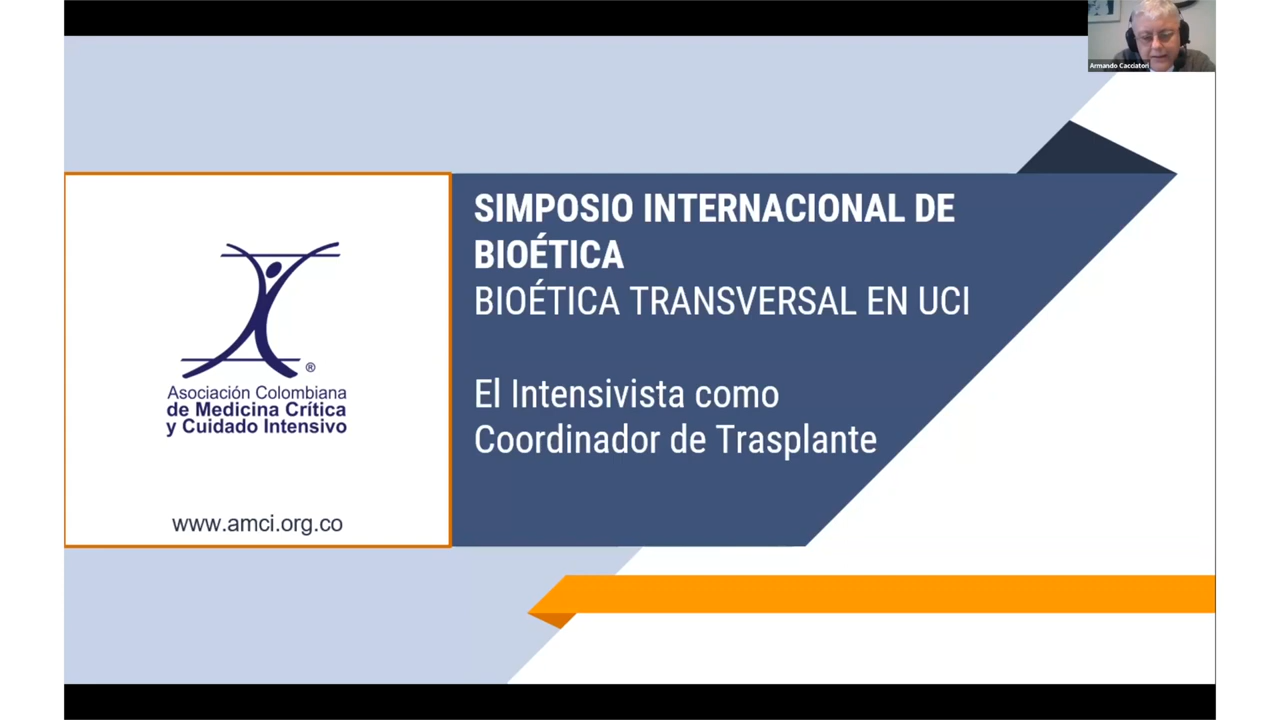 Armando Cacciatori
SIMPOSIO INTERNACIONAL DE
BIOÉTICA
BIOÉTICA TRANSVERSAL EN UCI
El Intensivista como
Coordinador de Trasplante
®
Asociación Colombiana
de Medicina Crítica
y Cuidado Intensivo
www.amci.org.co